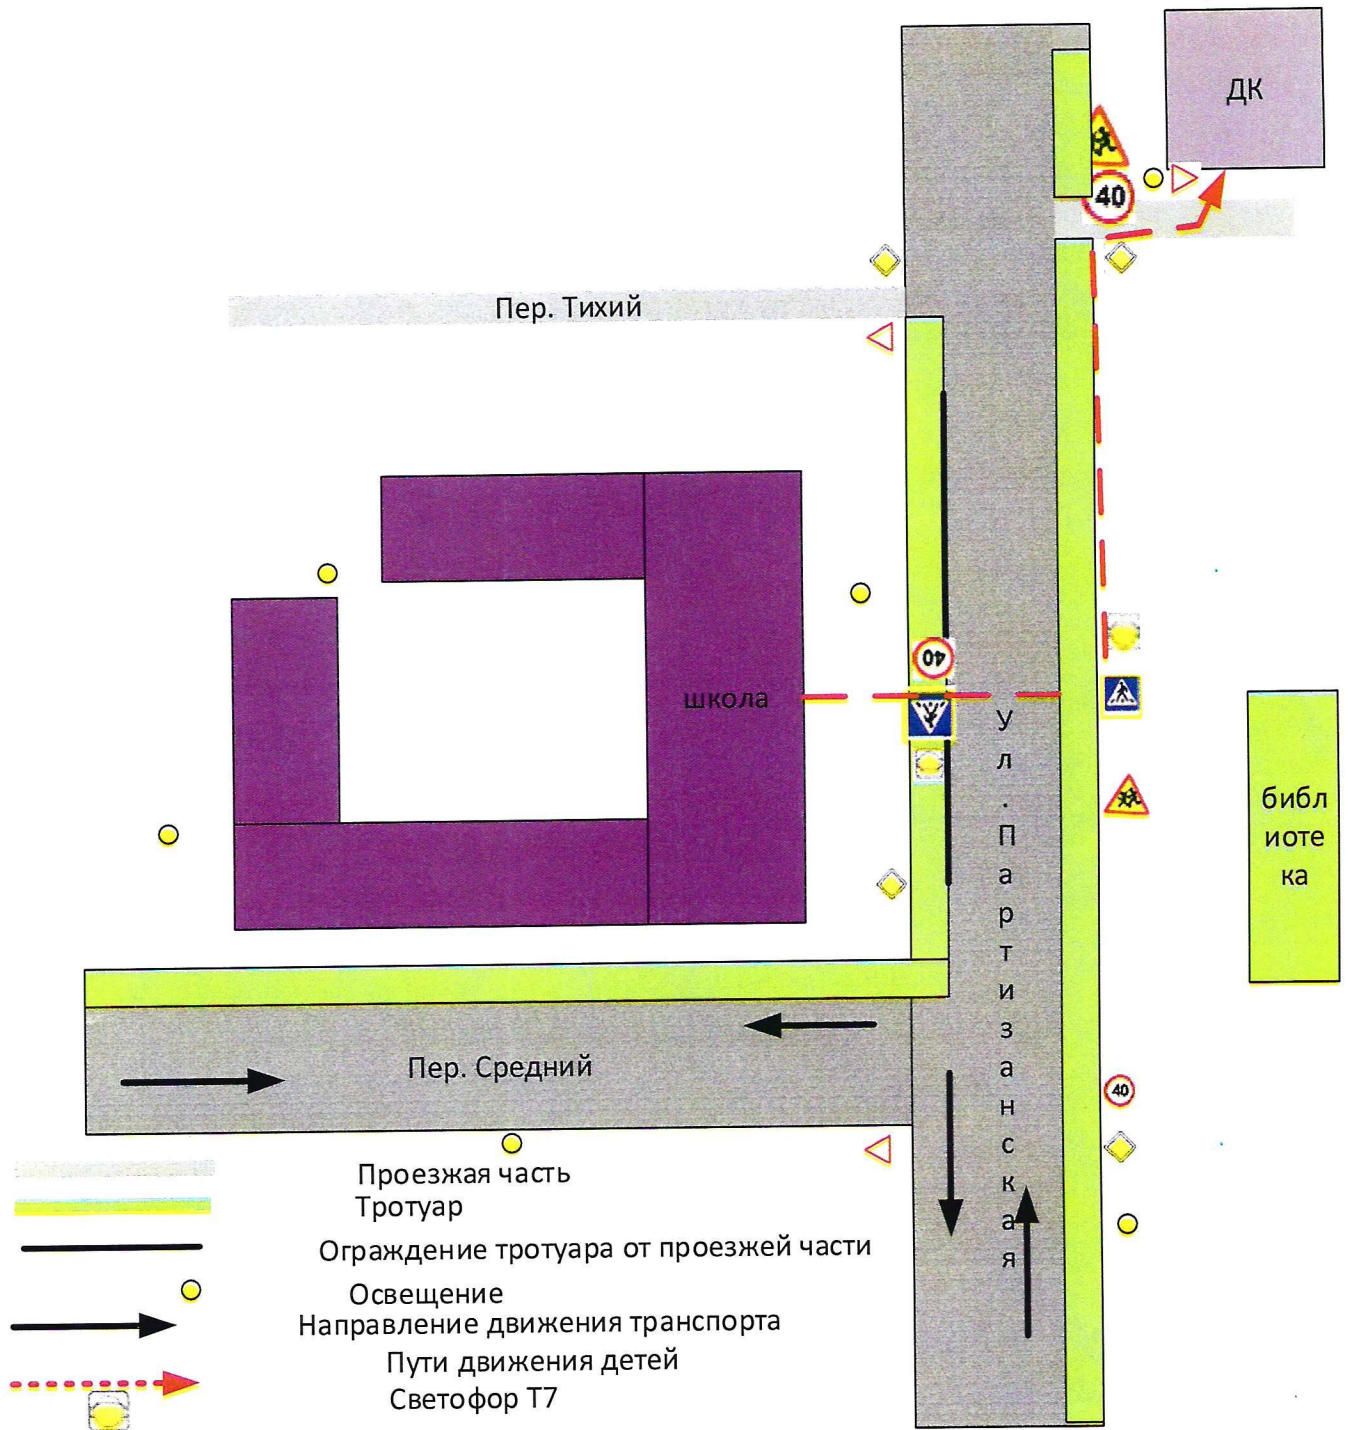 ДК
40
Пер. Тихий
40
школа
Ул. Партизанская
библ
иоте
ка
Пер. Средний
40
Проезжая часть
Тротуар
Ограждение тротуара от проезжей части
Освещение
Направление движения транспорта
Пути движения детей
Светофор Т7